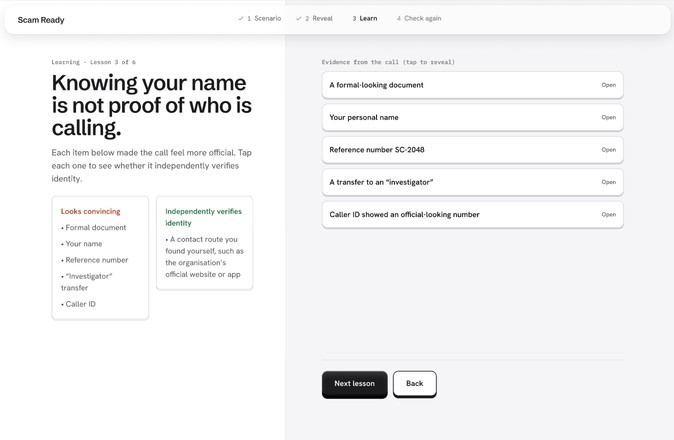 Scam Ready
✓ 1 Scenario ✓ 2 Reveal 3 Learn 4 Check again
Learning · Lesson 3 of 6
Knowing your name
is not proof of who is
calling.
Each item below made the call feel more official. Tap
each one to see whether it independently verifies
identity.
Looks convincing
• Formal document
• Your name
• Reference number
• “Investigator”
transfer
• Caller ID
Independently verifies
identity
• A contact route you
found yourself, such as
the organisation’s
official website or app
Evidence from the call (tap to reveal)
A formal-looking document Open
Your personal name Open
Reference number SC-2048 Open
A transfer to an “investigator” Open
Caller ID showed an official-looking number Open
Next lesson Back